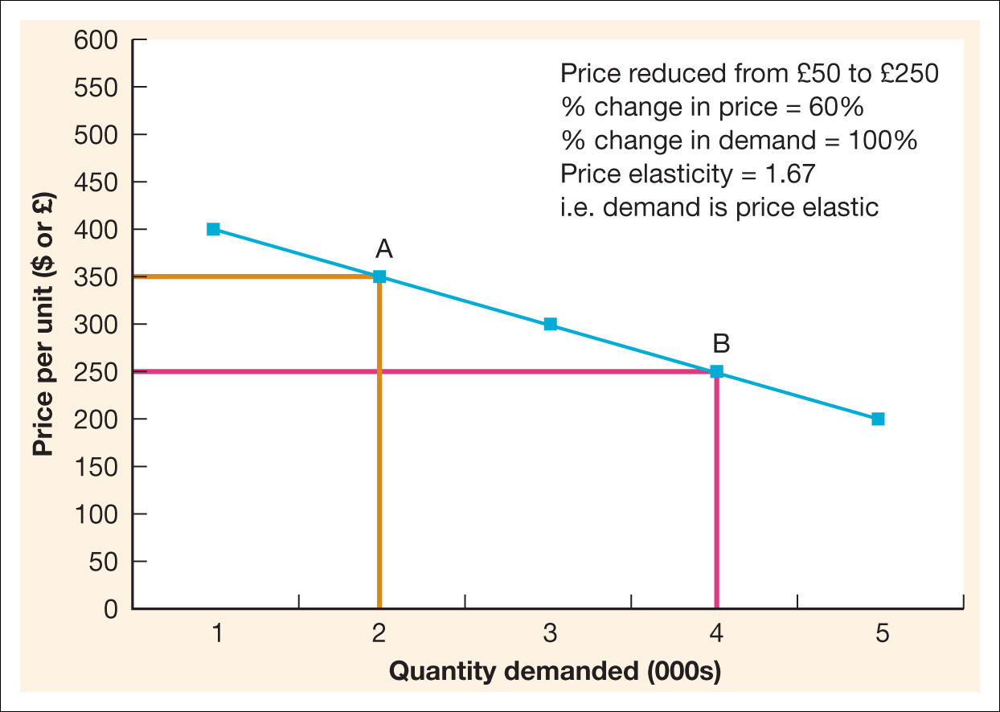 600
550
500
450
400
350
300
250
200
150
100
50
0
Price per unit ($ or £)
Price reduced from £50 to £250
% change in price = 60%
% change in demand = 100%
Price elasticity = 1.67
i.e. demand is price elastic
A
B
1 2 3 4 5
Quantity demanded (000s)